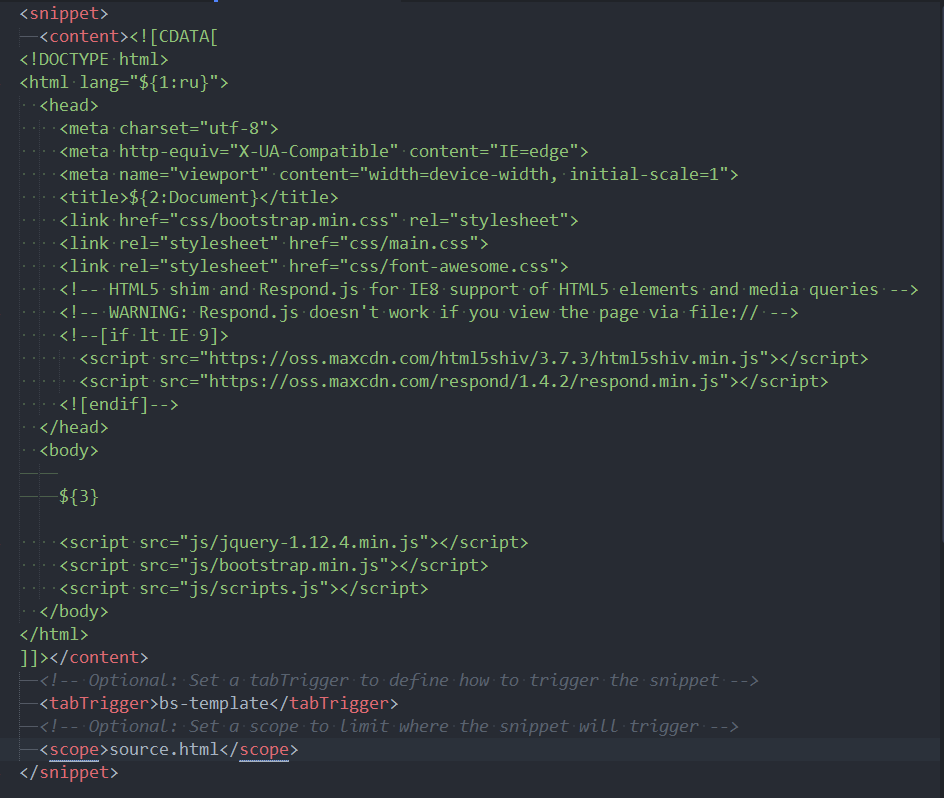 <snippet>
<content><![CDATA[
<!DOCTYPE html>
<html lang="${1:ru}">
<head>
<meta charset="utf-8">
<meta http-equiv="X-UA-Compatible" content="IE=edge">
<meta name="viewport" content="width=device-width, initial-scale=1">
<title>${2:Document}</title>
<link href="css/bootstrap.min.css" rel="stylesheet">
<link rel="stylesheet" href="css/main.css">
<link rel="stylesheet" href="css/font-awesome.css">
<!-- HTML5 shim and Respond.js for IE8 support of HTML5 elements and media queries -->
<!-- WARNING: Respond.js doesn't work if you view the page via file:// -->
<!--[if lt IE 9]>
<script src="https://oss.maxcdn.com/html5shiv/3.7.3/html5shiv.min.js"></script>
<script src="https://oss.maxcdn.com/respond/1.4.2/respond.min.js"></script>
<![endif]-->
</head>
<body>
${3}
<script src="js/jquery-1.12.4.min.js"></script>
<script src="js/bootstrap.min.js"></script>
<script src="js/scripts.js"></script>
</body>
</html>
]]></content>
<!-- Optional: Set a tabTrigger to define how to trigger the snippet -->
<tabTrigger>bs-template</tabTrigger>
<!-- Optional: Set a scope to limit where the snippet will trigger -->
<scope>source.html</scope>
</snippet>